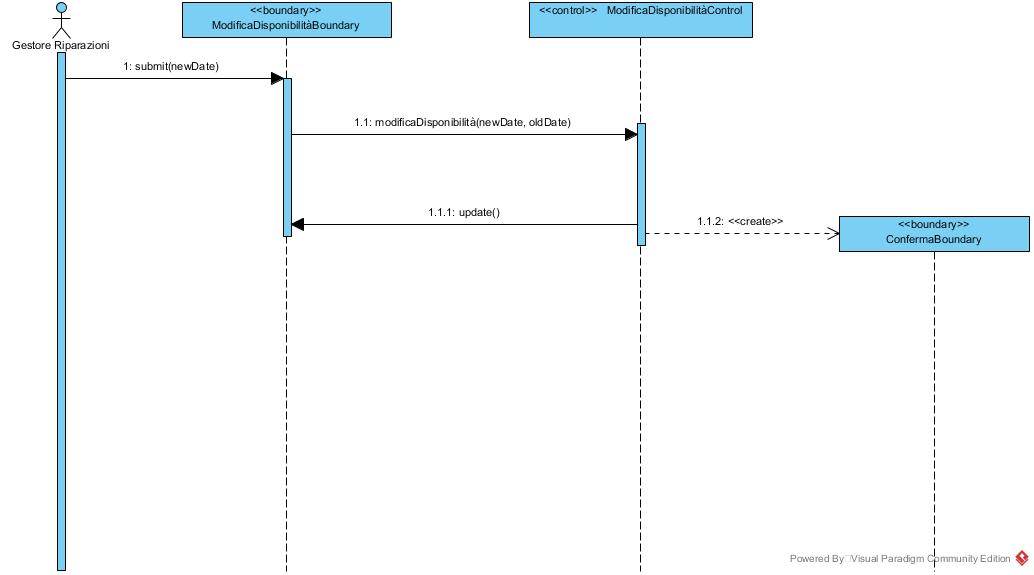 <<boundary>>
ModificaDisponibilitàBoundary
<<control>> ModificaDisponibilitàControl
Gestore Riparazioni
1: submit(newDate)
1.1: modificaDisponibilità(newDate, oldDate)
1.1.1: update()
1.1.2: <<create>>
<<boundary>>
ConfermaBoundary
Powered By Visual Paradigm Community Edition